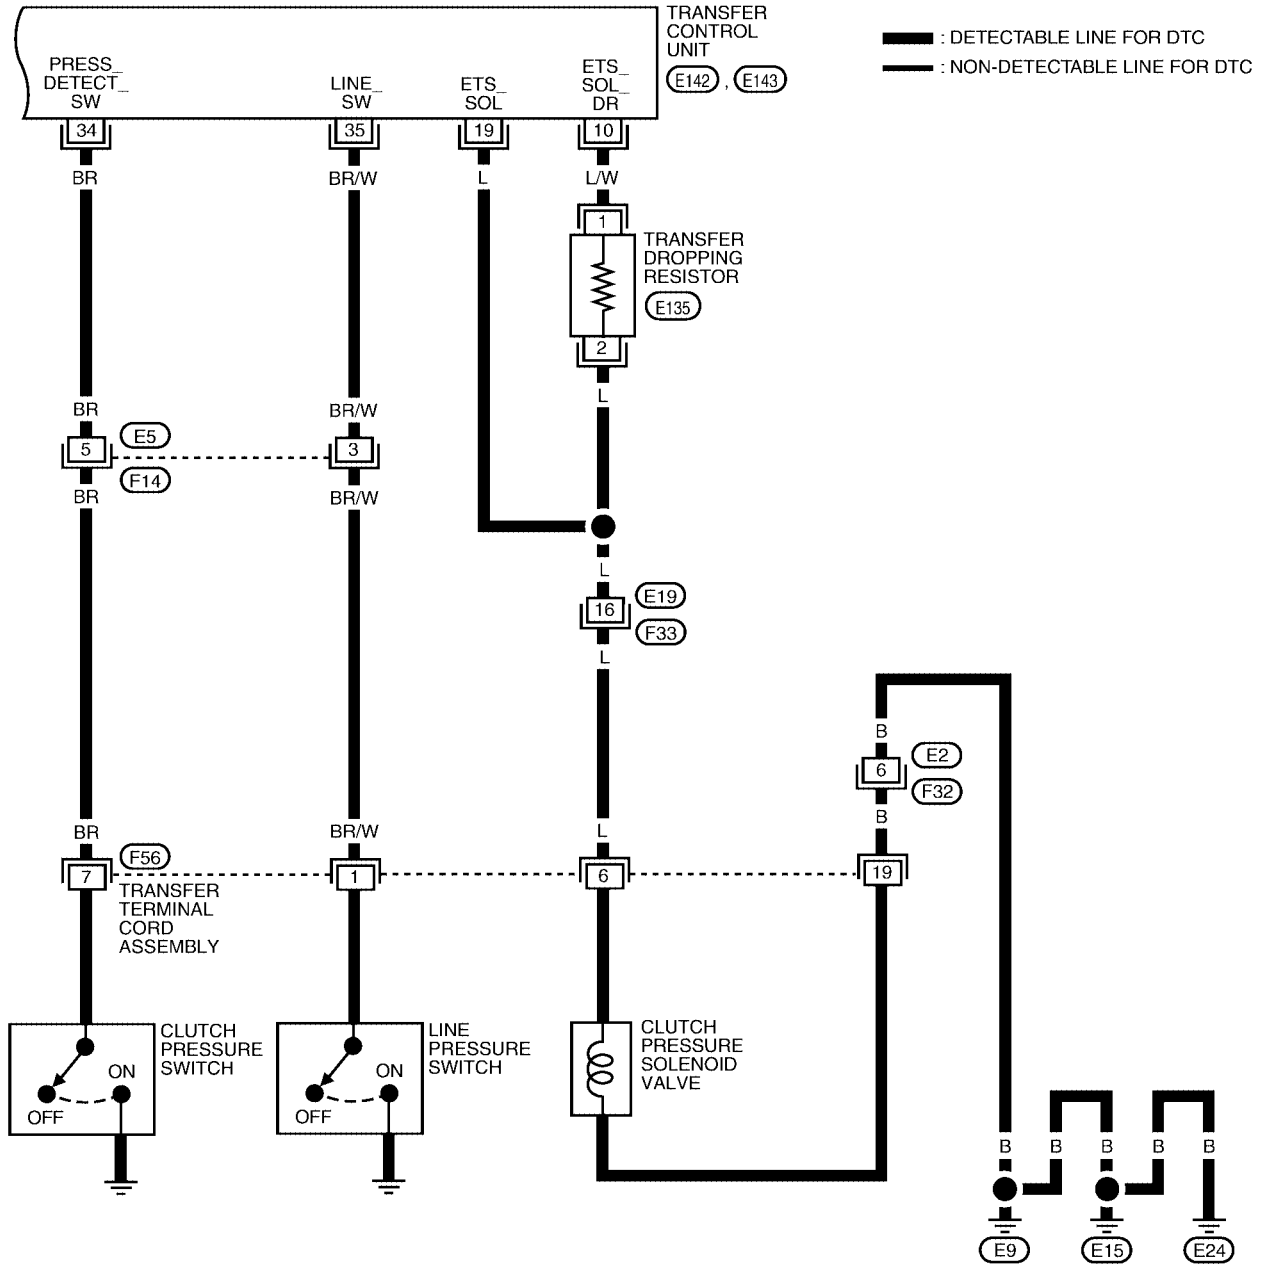 TRANSFER
CONTROL
UNIT
E142 , E143
: DETECTABLE LINE FOR DTC
: NON-DETECTABLE LINE FOR DTC
PRESS_
DETECT_
SW
LINE_
SW
ETS_
SOL
ETS_
SOL_
DR
34
35
19
10
BR
BR/W
L
L/W
1
TRANSFER
DROPPING
RESISTOR
E135
2
L
BR
BR/W
5
E5
F14
3
BR
BR/W
L
16
E19
F33
L
B
6
E2
F32
B
BR
BR/W
L
7
F56
TRANSFER
TERMINAL
CORD
ASSEMBLY
1
6
19
CLUTCH
PRESSURE
SWITCH
ON
OFF
LINE
PRESSURE
SWITCH
ON
OFF
CLUTCH
PRESSURE
SOLENOID
VALVE
B
B
B
B
B
E9
E15
E24